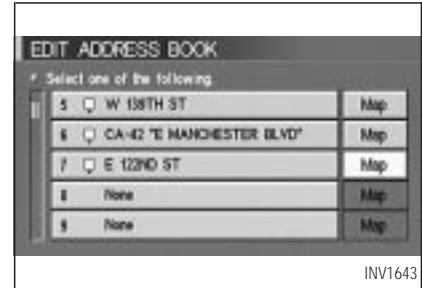 EDIT ADDRESS BOOK
Select one of the following.
5 W 138TH ST Map
6 CA-42 "E MANCHESTER BLVD" Map
7 E 122ND ST Map
8 None Map
9 None Map
INV1643